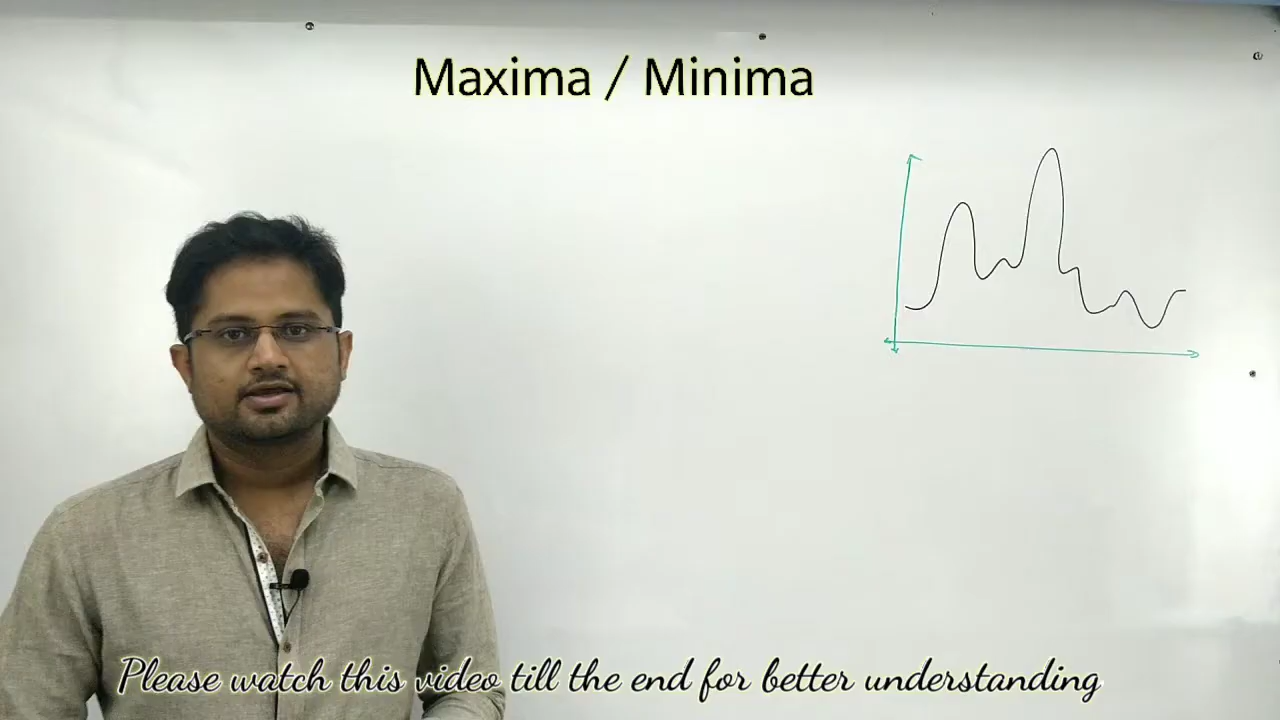 Maxima / Minima
Please watch this video till the end for better understanding